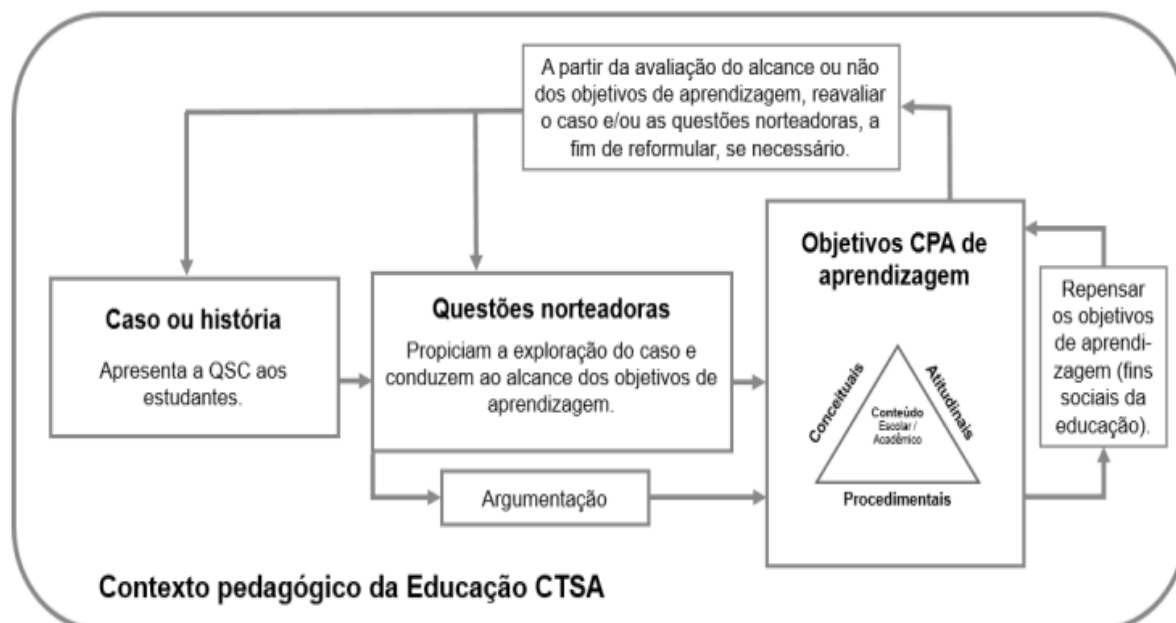 A partir da avaliação do alcance ou não
dos objetivos de aprendizagem, reavaliar
o caso e/ou as questões norteadoras, a
fim de reformular, se necessário.
Caso ou história
Apresenta a QSC aos
estudantes.
Questões norteadoras
Propiciam a exploração do caso e
conduzem ao alcance dos objetivos de
aprendizagem.
Argumentação
Objetivos CPA de
aprendizagem
Conceituais
Atitudinais
Conteúdo
Escolar /
Acadêmico
Procedimentais
Repensar
os objetivos
de aprendi-
zagem (fins
sociais da
educação).
Contexto pedagógico da Educação CTSA